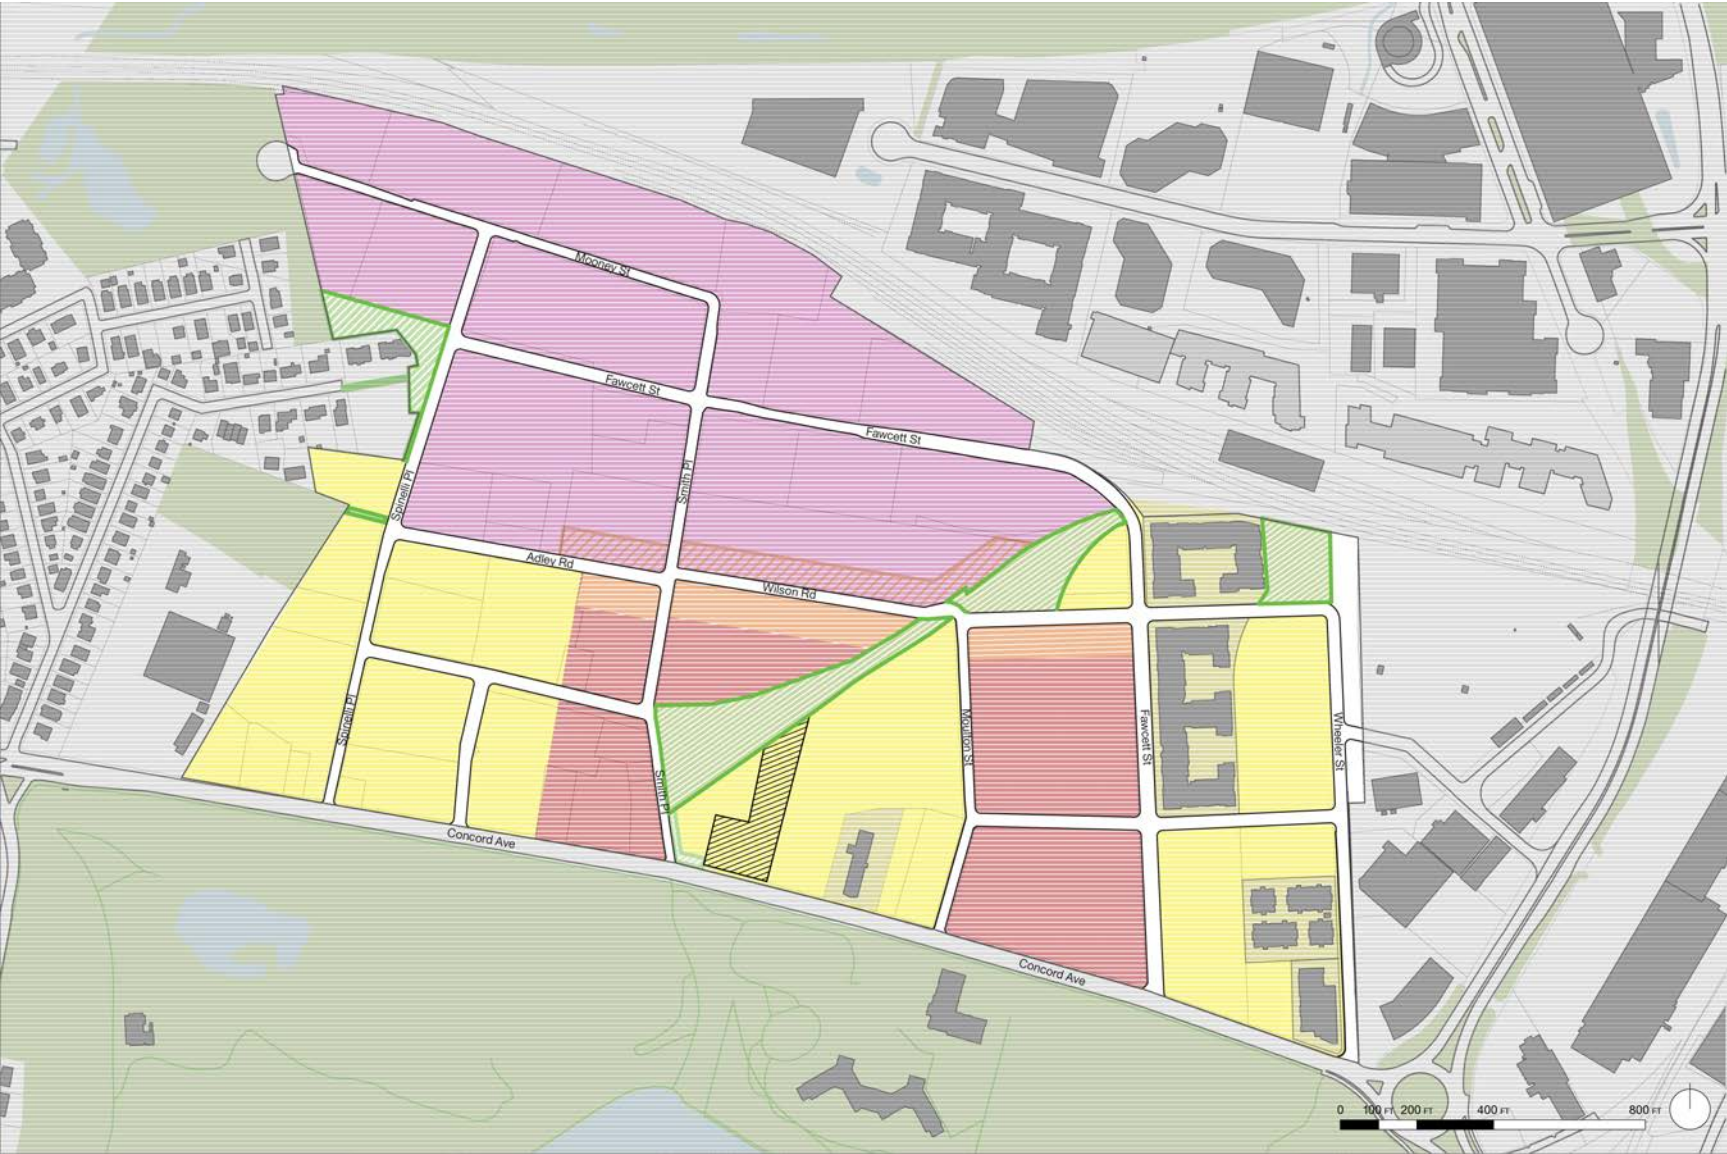 Mooney St
Fawcett St
Fawcett St
Smith Pl
Spinelli Pl
Adley Rd
Wilson Rd
Spinelli Pl
Moulton St
Fawcett St
Wheeler St
Smith Pl
Concord Ave
Concord Ave
0 100 FT 200 FT 400 FT 800 FT